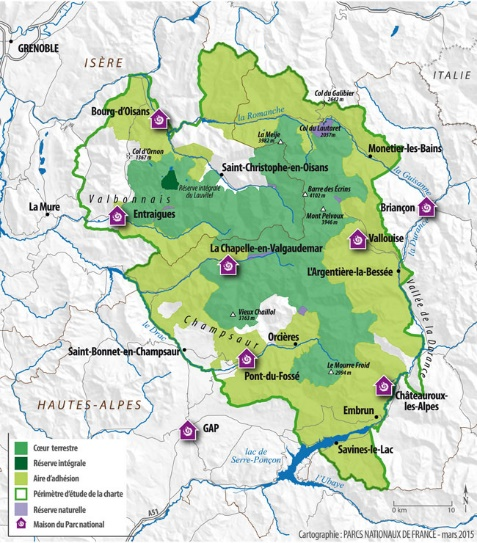 GRENOBLE
ISÈRE
ITALIE
Col du Galibier
2642 m
Bourg-d'Oisans
la Romanche
La Meije
3982 m
Col du Lautaret
2057 m
Monetier-les-Bains
Col d'Ornon
1367 m
Saint-Christophe-en-Oisans
Réserve intégrale
du Lauvitel
Barre des Écrins
4102 m
la Guisanne
Valbonnais
La Mure
Entraigues
Mont Pelvoux
3946 m
Briançon
Vallouise
la Durance
La Chapelle-en-Valgaudemar
L'Argentière-la-Bessée
Vallée de la Durance
Vieux Chaillol
3163 m
le Drac
Champsaur
Orcières
Saint-Bonnet-en-Champsaur
Pont-du-Fossé
Le Mourre Froid
2994 m
Châteauroux-
les-Alpes
HAUTES-ALPES
Embrun
GAP
Savines-le-Lac
lac de
Serre-Ponçon
l'Ubaye
A51
Cœur terrestre
Réserve intégrale
Aire d'adhésion
Périmètre d'étude de la charte
Réserve naturelle
Maison du Parc national
N
0 km 10
Cartographie : PARCS NATIONAUX DE FRANCE - mars 2015